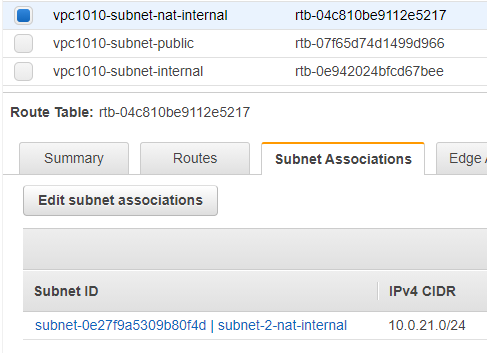 vpc1010-subnet-nat-internal rtb-04c810be9112e5217
vpc1010-subnet-public rtb-07f65d74d1499d966
vpc1010-subnet-internal rtb-0e942024bfcd67bee
Route Table: rtb-04c810be9112e5217
Summary Routes Subnet Associations Edge A
Edit subnet associations
Subnet ID IPv4 CIDR
subnet-0e27f9a5309b80f4d | subnet-2-nat-internal 10.0.21.0/24